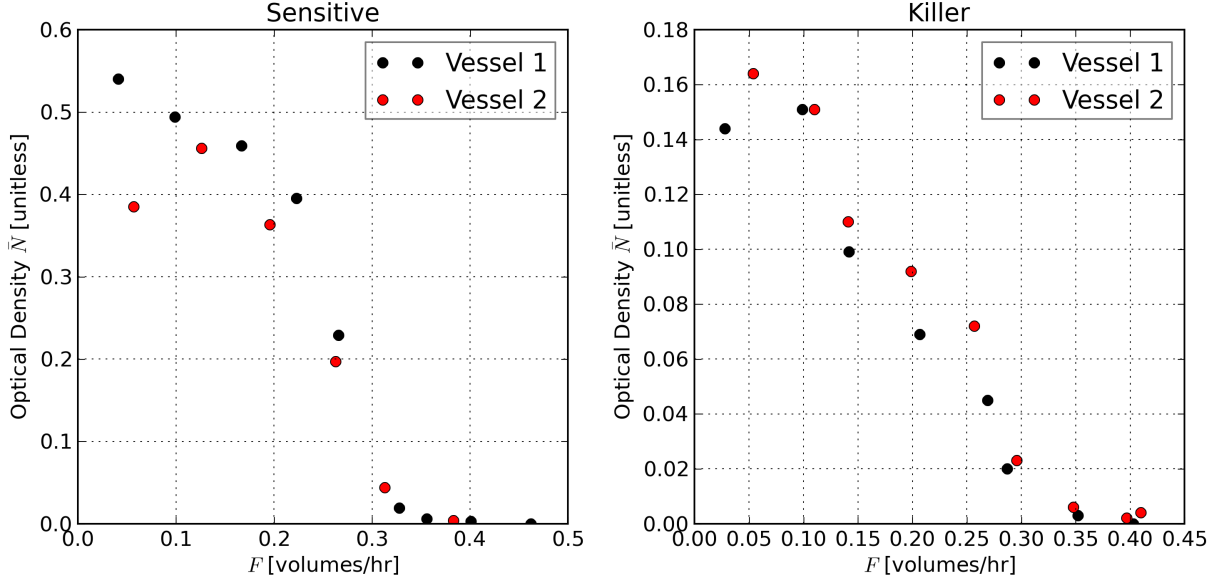 Sensitive
Vessel 1
Vessel 2
0.6
0.5
0.4
0.3
0.2
0.1
0.0
Optical Density N̄ [unitless]
0.0 0.1 0.2 0.3 0.4 0.5
F [volumes/hr]
Killer
Vessel 1
Vessel 2
0.18
0.16
0.14
0.12
0.10
0.08
0.06
0.04
0.02
0.00
Optical Density N̄ [unitless]
0.00 0.05 0.10 0.15 0.20 0.25 0.30 0.35 0.40 0.45
F [volumes/hr]